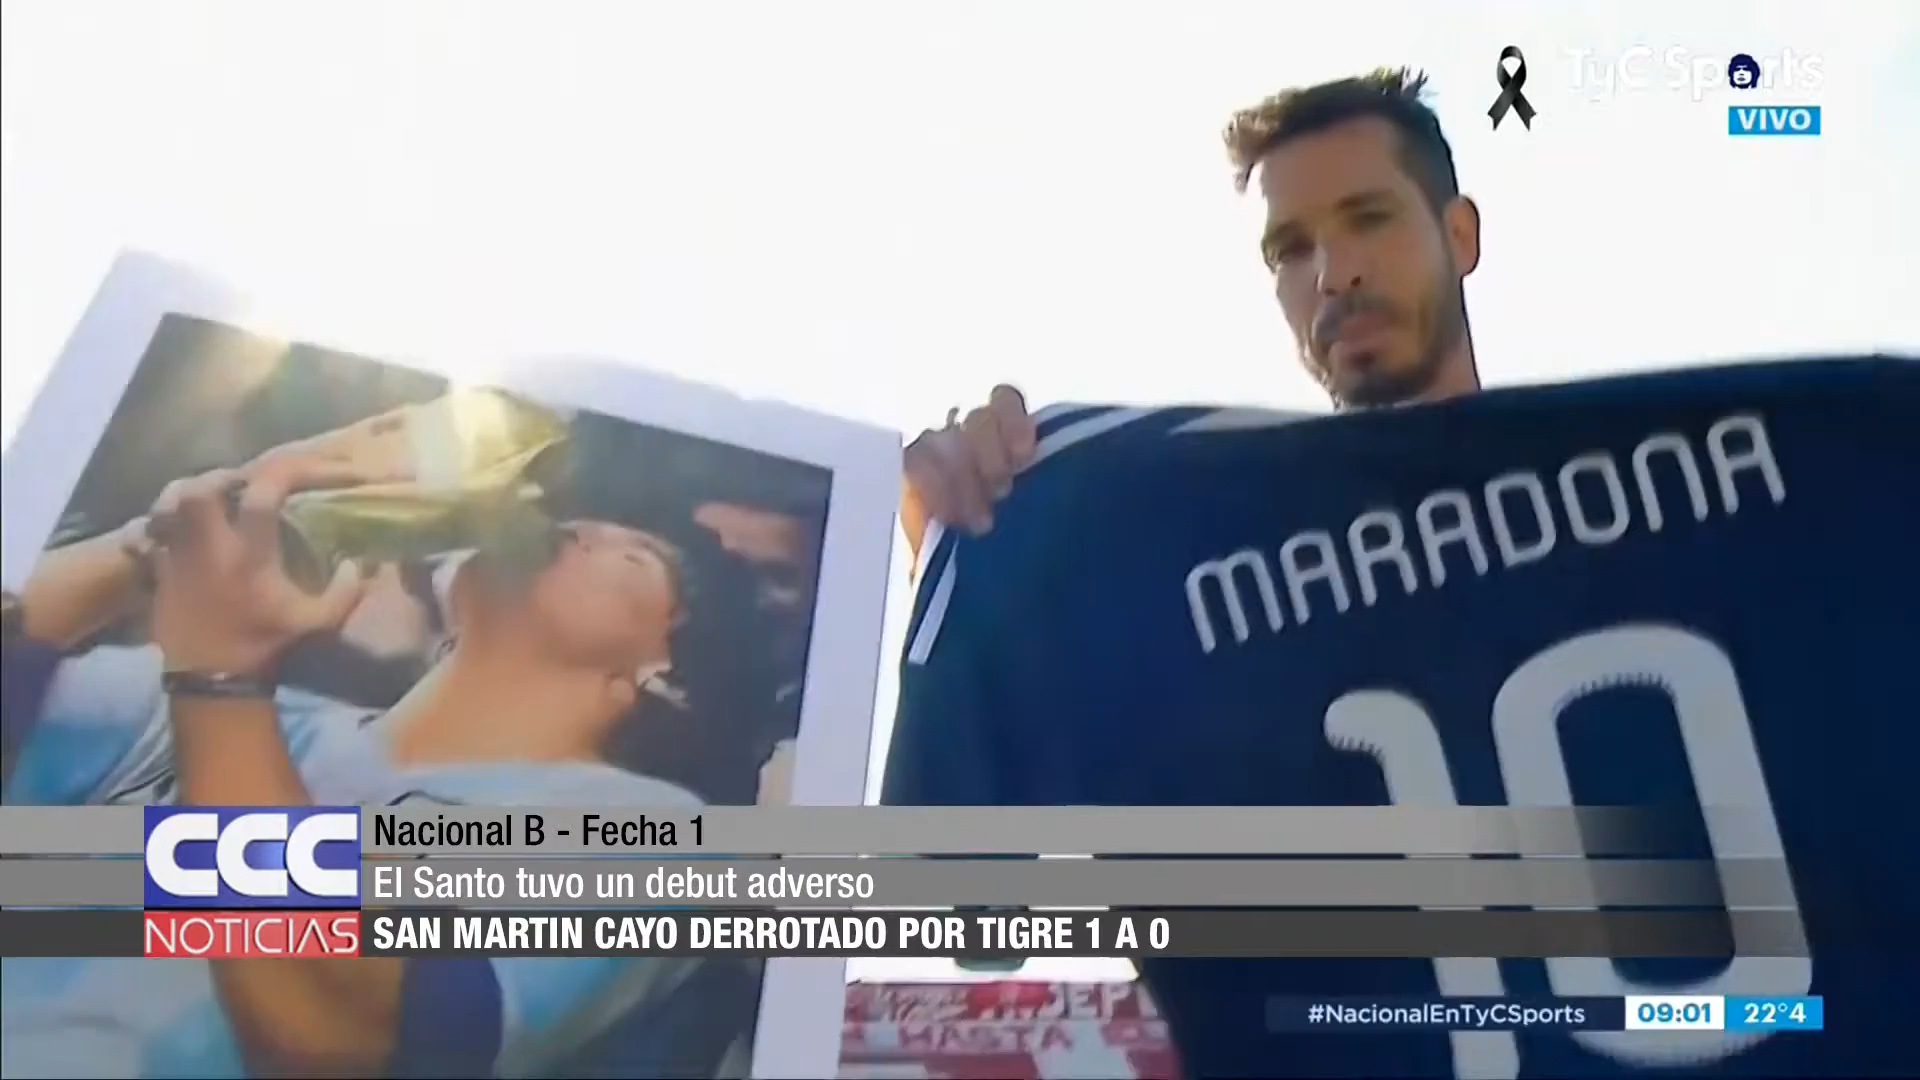 TyC Sports
VIVO
MARADONA
10
Nacional B - Fecha 1
El Santo tuvo un debut adverso
CCC
NOTICIAS
SAN MARTIN CAYO DERROTADO POR TIGRE 1 A 0
#NacionalEnTyCSports
09:01
22°4
HASTA